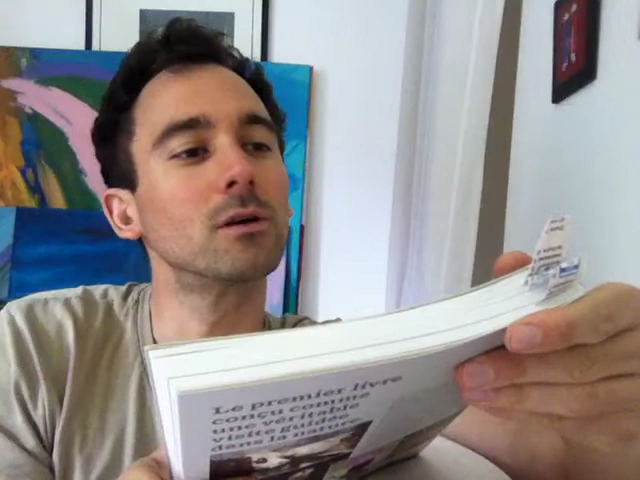 Le premier livre
conçu comme
une véritable
visite guidée
dans la nature.